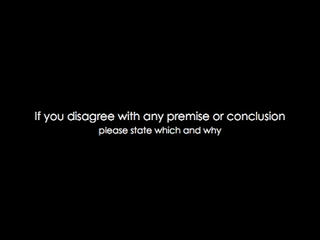 If you disagree with any premise or conclusion
please state which and why